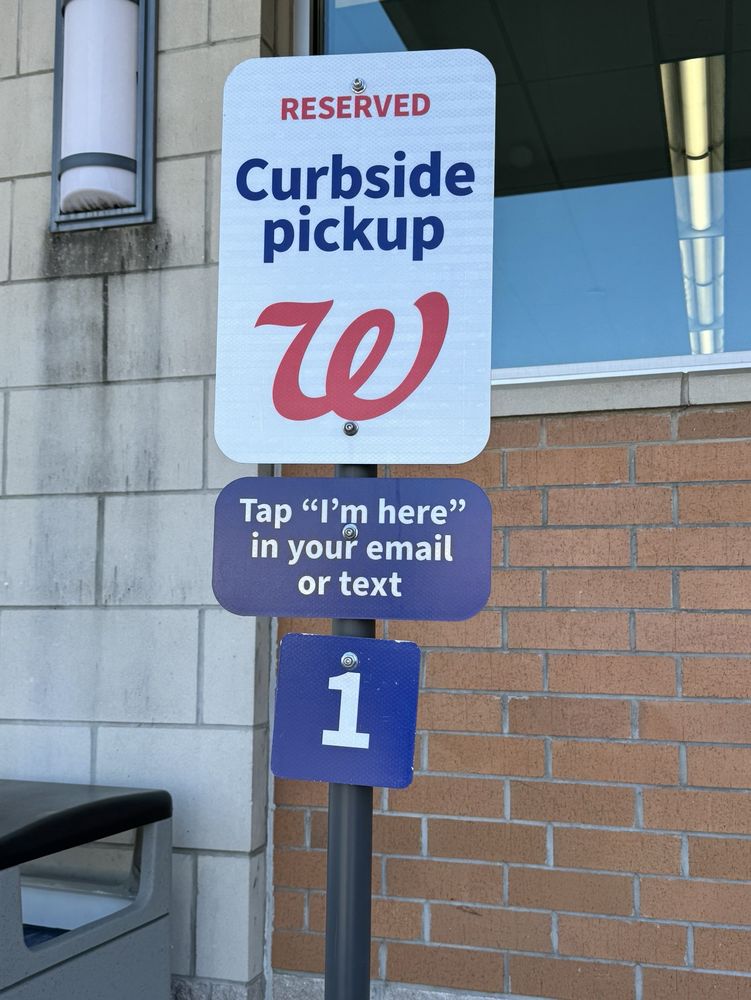 RESERVED
Curbside
pickup
W
Tap “I’m here”
in your email
or text
1